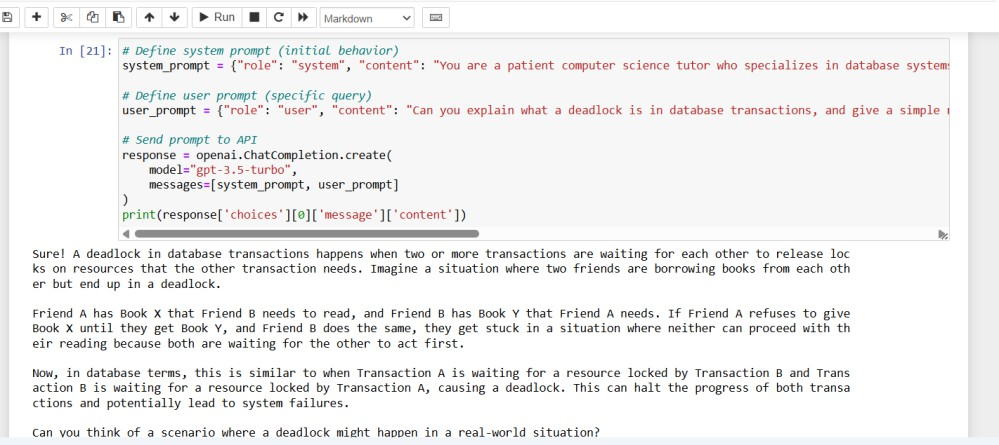 Run
Markdown
In [21]:
# Define system prompt (initial behavior)
system_prompt = {"role": "system", "content": "You are a patient computer science tutor who specializes in database systems
# Define user prompt (specific query)
user_prompt = {"role": "user", "content": "Can you explain what a deadlock is in database transactions, and give a simple
# Send prompt to API
response = openai.ChatCompletion.create(
    model="gpt-3.5-turbo",
    messages=[system_prompt, user_prompt]
)
print(response['choices'][0]['message']['content'])
Sure! A deadlock in database transactions happens when two or more transactions are waiting for each other to release loc
ks on resources that the other transaction needs. Imagine a situation where two friends are borrowing books from each oth
er but end up in a deadlock.
Friend A has Book X that Friend B needs to read, and Friend B has Book Y that Friend A needs. If Friend A refuses to give
Book X until they get Book Y, and Friend B does the same, they get stuck in a situation where neither can proceed with th
eir reading because both are waiting for the other to act first.
Now, in database terms, this is similar to when Transaction A is waiting for a resource locked by Transaction B and Trans
action B is waiting for a resource locked by Transaction A, causing a deadlock. This can halt the progress of both transa
ctions and potentially lead to system failures.
Can you think of a scenario where a deadlock might happen in a real-world situation?